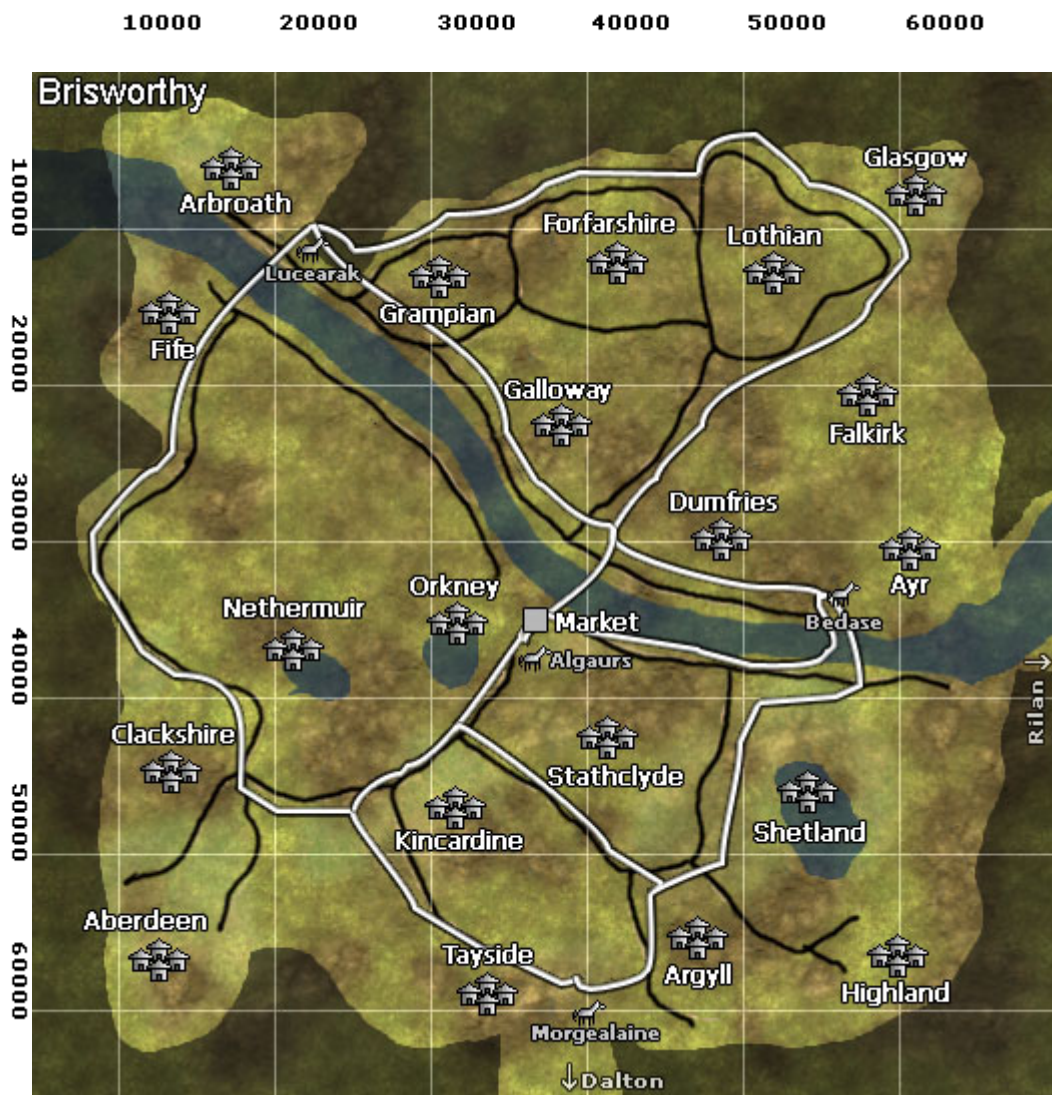 10000 20000 30000 40000 50000 60000
Brisworthy
10000
20000
30000
40000
50000
60000
Glasgow
Arbroath
Forfarshire
Lothian
Lucearak
Grampian
Fife
Galloway
Falkirk
Dumfries
Ayr
Orkney
Nethermuir
Market
Bedase
Algaurs
Rilan →
Clackshire
Stathclyde
Shetland
Kincardine
Aberdeen
Tayside
Argyll
Highland
Morgealaine
↓Dalton